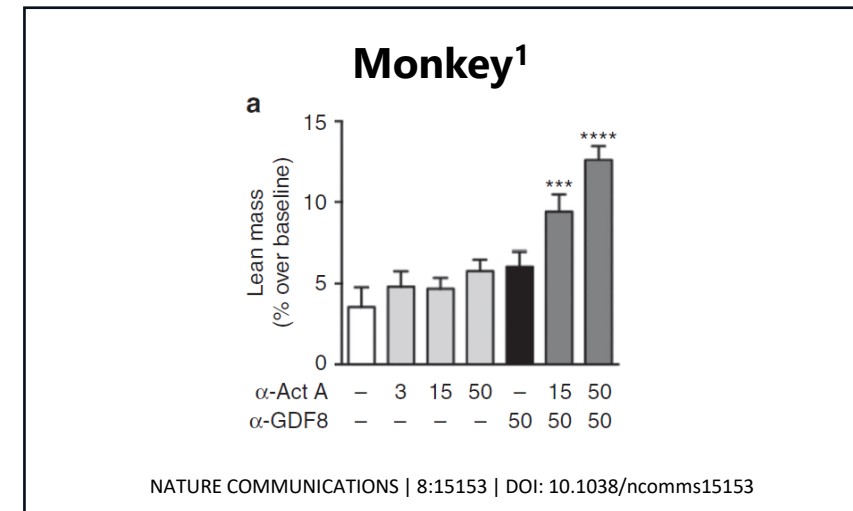 Monkey¹
a
Lean mass
(% over baseline)
15
10
5
0
***
****
α-Act A – 3 15 50 – 15 50
α-GDF8 – – – – 50 50 50
NATURE COMMUNICATIONS | 8:15153 | DOI: 10.1038/ncomms15153